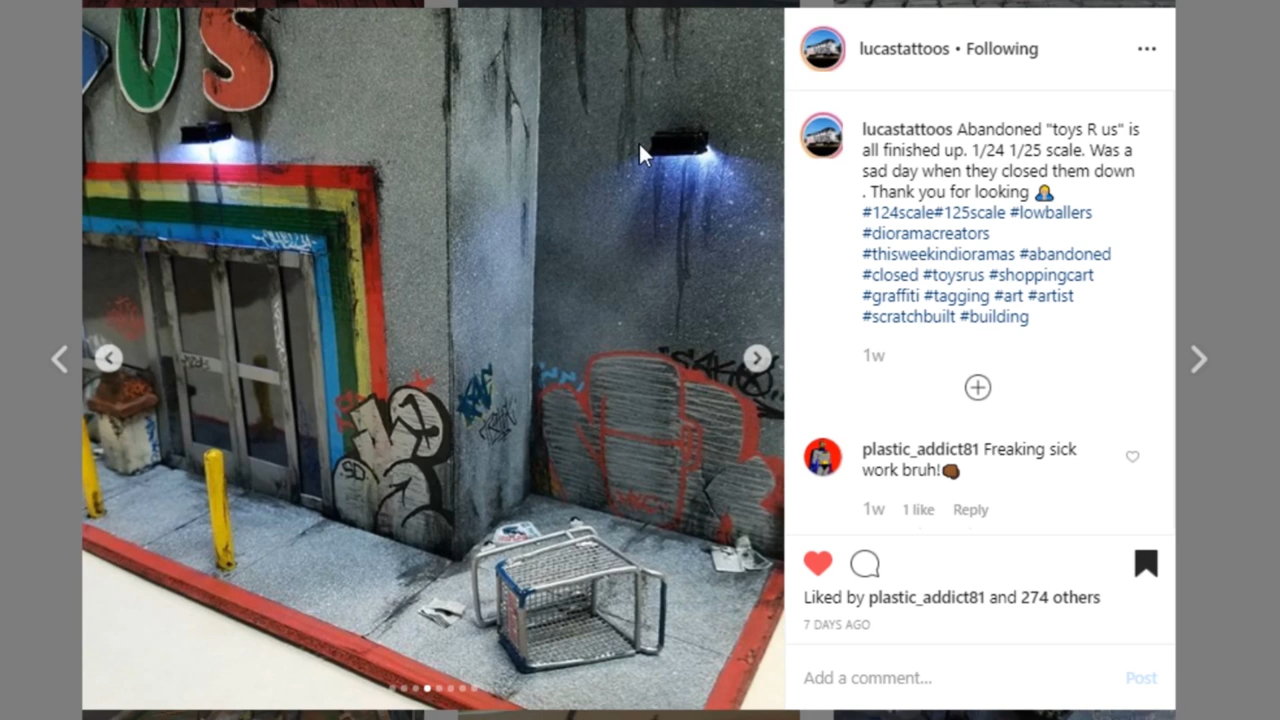 US
lucastattoos • Following
lucastattoos Abandoned "toys R us" is
all finished up. 1/24 1/25 scale. Was a
sad day when they closed them down
. Thank you for looking
#124scale#125scale #lowballers
#dioramacreators
#thisweekindioramas #abandoned
#closed #toysrus #shoppingcart
#graffiti #tagging #art #artist
#scratchbuilt #building
1w
plastic_addict81 Freaking sick
work bruh!
1w 1 like Reply
Liked by plastic_addict81 and 274 others
7 DAYS AGO
Add a comment... Post